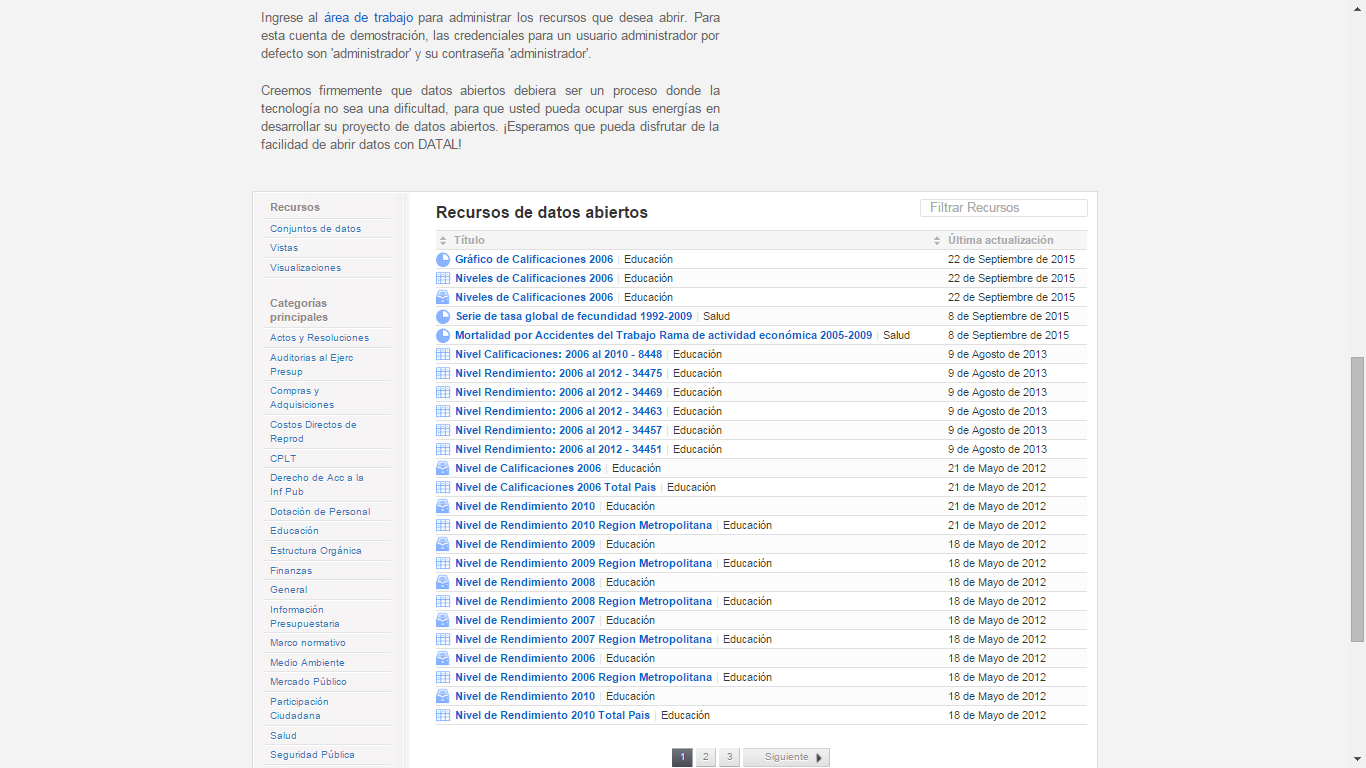 Ingrese al área de trabajo para administrar los recursos que desea abrir. Para
esta cuenta de demostración, las credenciales para un usuario administrador por
defecto son 'administrador' y su contraseña 'administrador'.
Creemos firmemente que datos abiertos debiera ser un proceso donde la
tecnología no sea una dificultad, para que usted pueda ocupar sus energías en
desarrollar su proyecto de datos abiertos. ¡Esperamos que pueda disfrutar de la
facilidad de abrir datos con DATAL!
Recursos
Conjuntos de datos
Vistas
Visualizaciones
Categorías
principales
Actos y Resoluciones
Auditorias al Ejerc
Presup
Compras y
Adquisiciones
Costos Directos de
Reprod
CPLT
Derecho de Acc a la
Inf Pub
Dotación de Personal
Educación
Estructura Orgánica
Finanzas
General
Información
Presupuestaria
Marco normativo
Medio Ambiente
Mercado Público
Participación
Ciudadana
Salud
Seguridad Pública
Recursos de datos abiertos
Filtrar Recursos
Título Última actualización
Gráfico de Calificaciones 2006 | Educación 22 de Septiembre de 2015
Niveles de Calificaciones 2006 | Educación 22 de Septiembre de 2015
Niveles de Calificaciones 2006 | Educación 22 de Septiembre de 2015
Serie de tasa global de fecundidad 1992-2009 | Salud 8 de Septiembre de 2015
Mortalidad por Accidentes del Trabajo Rama de actividad económica 2005-2009 | Salud 8 de Septiembre de 2015
Nivel Calificaciones: 2006 al 2010 - 8448 | Educación 9 de Agosto de 2013
Nivel Rendimiento: 2006 al 2012 - 34475 | Educación 9 de Agosto de 2013
Nivel Rendimiento: 2006 al 2012 - 34469 | Educación 9 de Agosto de 2013
Nivel Rendimiento: 2006 al 2012 - 34463 | Educación 9 de Agosto de 2013
Nivel Rendimiento: 2006 al 2012 - 34457 | Educación 9 de Agosto de 2013
Nivel Rendimiento: 2006 al 2012 - 34451 | Educación 9 de Agosto de 2013
Nivel de Calificaciones 2006 | Educación 21 de Mayo de 2012
Nivel de Calificaciones 2006 Total Pais | Educación 21 de Mayo de 2012
Nivel de Rendimiento 2010 | Educación 21 de Mayo de 2012
Nivel de Rendimiento 2010 Region Metropolitana | Educación 21 de Mayo de 2012
Nivel de Rendimiento 2009 | Educación 18 de Mayo de 2012
Nivel de Rendimiento 2009 Region Metropolitana | Educación 18 de Mayo de 2012
Nivel de Rendimiento 2008 | Educación 18 de Mayo de 2012
Nivel de Rendimiento 2008 Region Metropolitana | Educación 18 de Mayo de 2012
Nivel de Rendimiento 2007 | Educación 18 de Mayo de 2012
Nivel de Rendimiento 2007 Region Metropolitana | Educación 18 de Mayo de 2012
Nivel de Rendimiento 2006 | Educación 18 de Mayo de 2012
Nivel de Rendimiento 2006 Region Metropolitana | Educación 18 de Mayo de 2012
Nivel de Rendimiento 2010 | Educación 18 de Mayo de 2012
Nivel de Rendimiento 2010 Total Pais | Educación 18 de Mayo de 2012
1 2 3 Siguiente